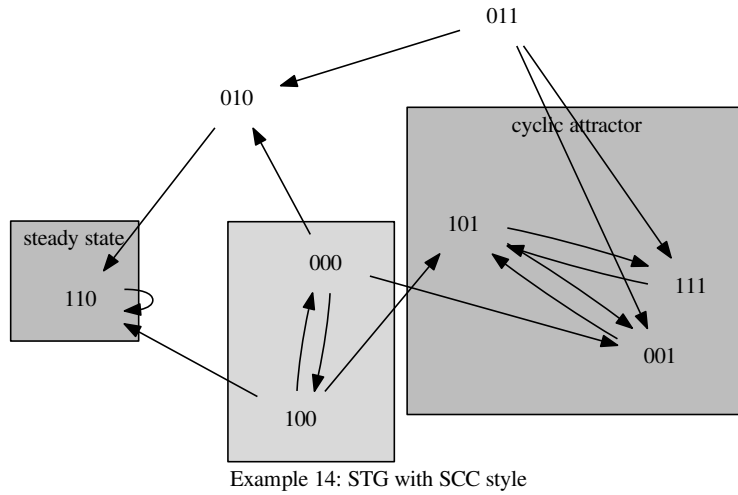 011
010
cyclic attractor
101
steady state
000
111
110
001
100
Example 14: STG with SCC style